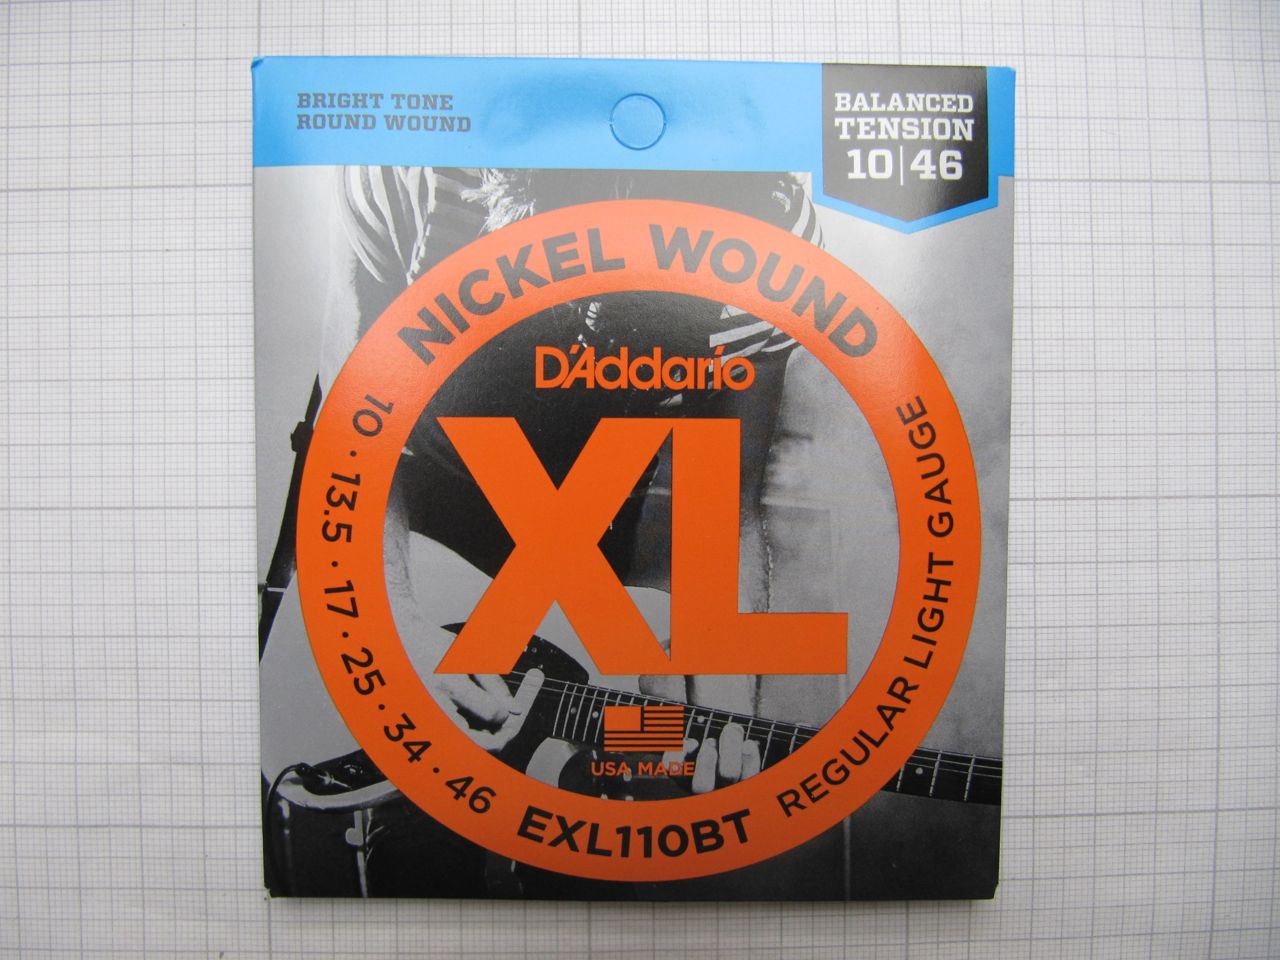 BRIGHT TONE
ROUND WOUND
BALANCED
TENSION
10|46
NICKEL WOUND
D'Addario
XL
10 · 13.5 · 17 · 25 · 34 · 46
EXL110BT
REGULAR LIGHT GAUGE
USA MADE